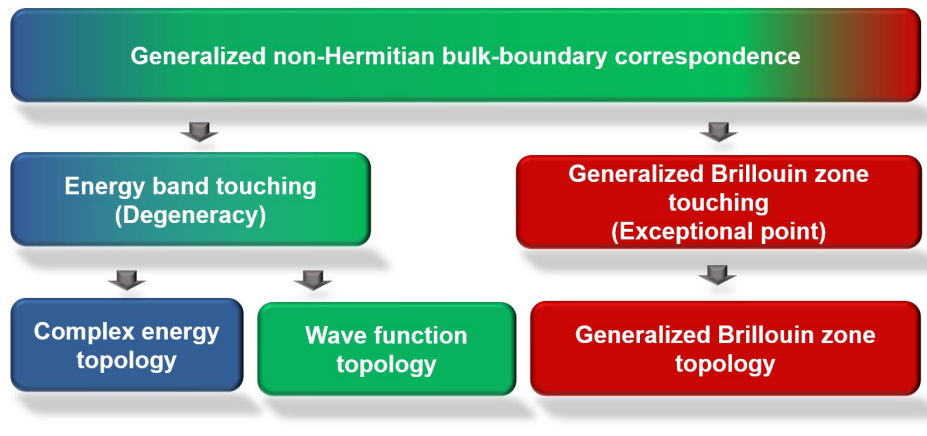 Generalized non-Hermitian bulk-boundary correspondence
Energy band touching
(Degeneracy)
Generalized Brillouin zone
touching
(Exceptional point)
Complex energy
topology
Wave function
topology
Generalized Brillouin zone
topology